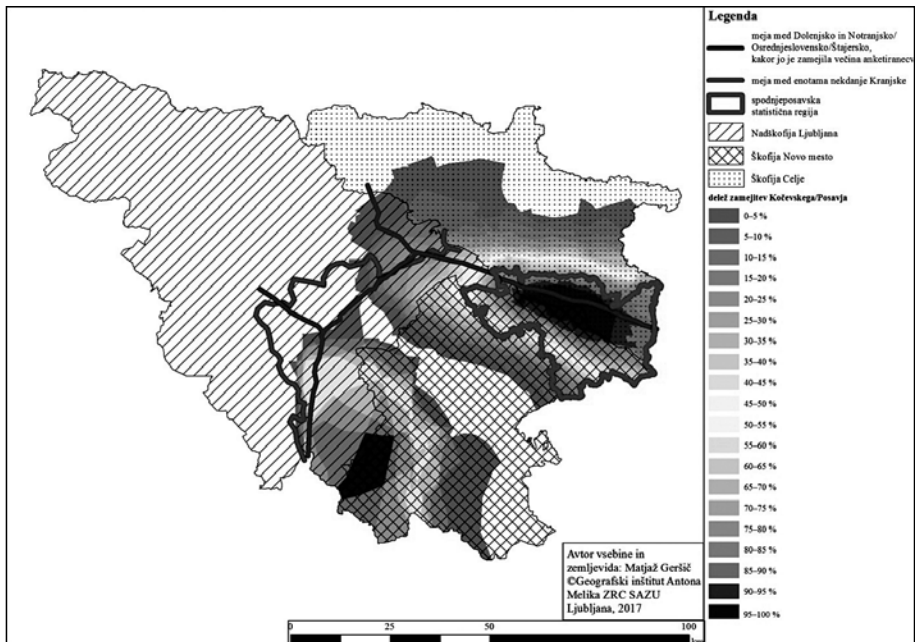 Legenda
meja med Dolenjsko in Notranjsko/
Osrednjeslovensko/Štajersko,
kakor jo je zamejila večina anketirancev
meja med enotama nekdanje Kranjske
spodnjeposavska
statistična regija
Nadškofija Ljubljana
Škofija Novo mesto
Škofija Celje
delež zamejitev Kočevskega/Posavja
0–5 %
5–10 %
10–15 %
15–20 %
20–25 %
25–30 %
30–35 %
35–40 %
40–45 %
45–50 %
50–55 %
55–60 %
60–65 %
65–70 %
70–75 %
75–80 %
80–85 %
85–90 %
90–95 %
95–100 %
Avtor vsebine in
zemljevida: Matjaž Geršič
©Geografski inštitut Antona
Melika ZRC SAZU
Ljubljana, 2017
0 25 50 100
km